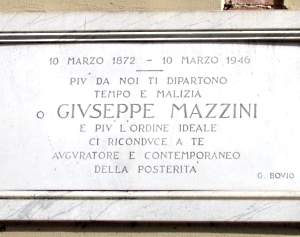 10 MARZO 1872 – 10 MARZO 1946
PIV DA NOI TI DIPARTONO
TEMPO E MALIZIA
O GIVSEPPE MAZZINI
E PIV L'ORDINE IDEALE
CI RICONDVCE A TE
AVGVRATORE E CONTEMPORANEO
DELLA POSTERITA'
G. BOVIO